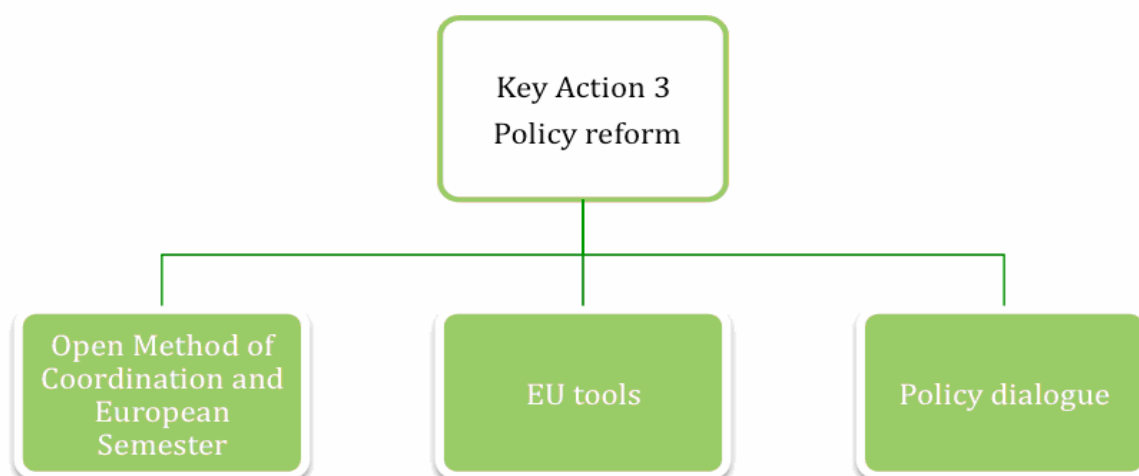 Key Action 3
Policy reform
Open Method of
Coordination and
European
Semester
EU tools
Policy dialogue